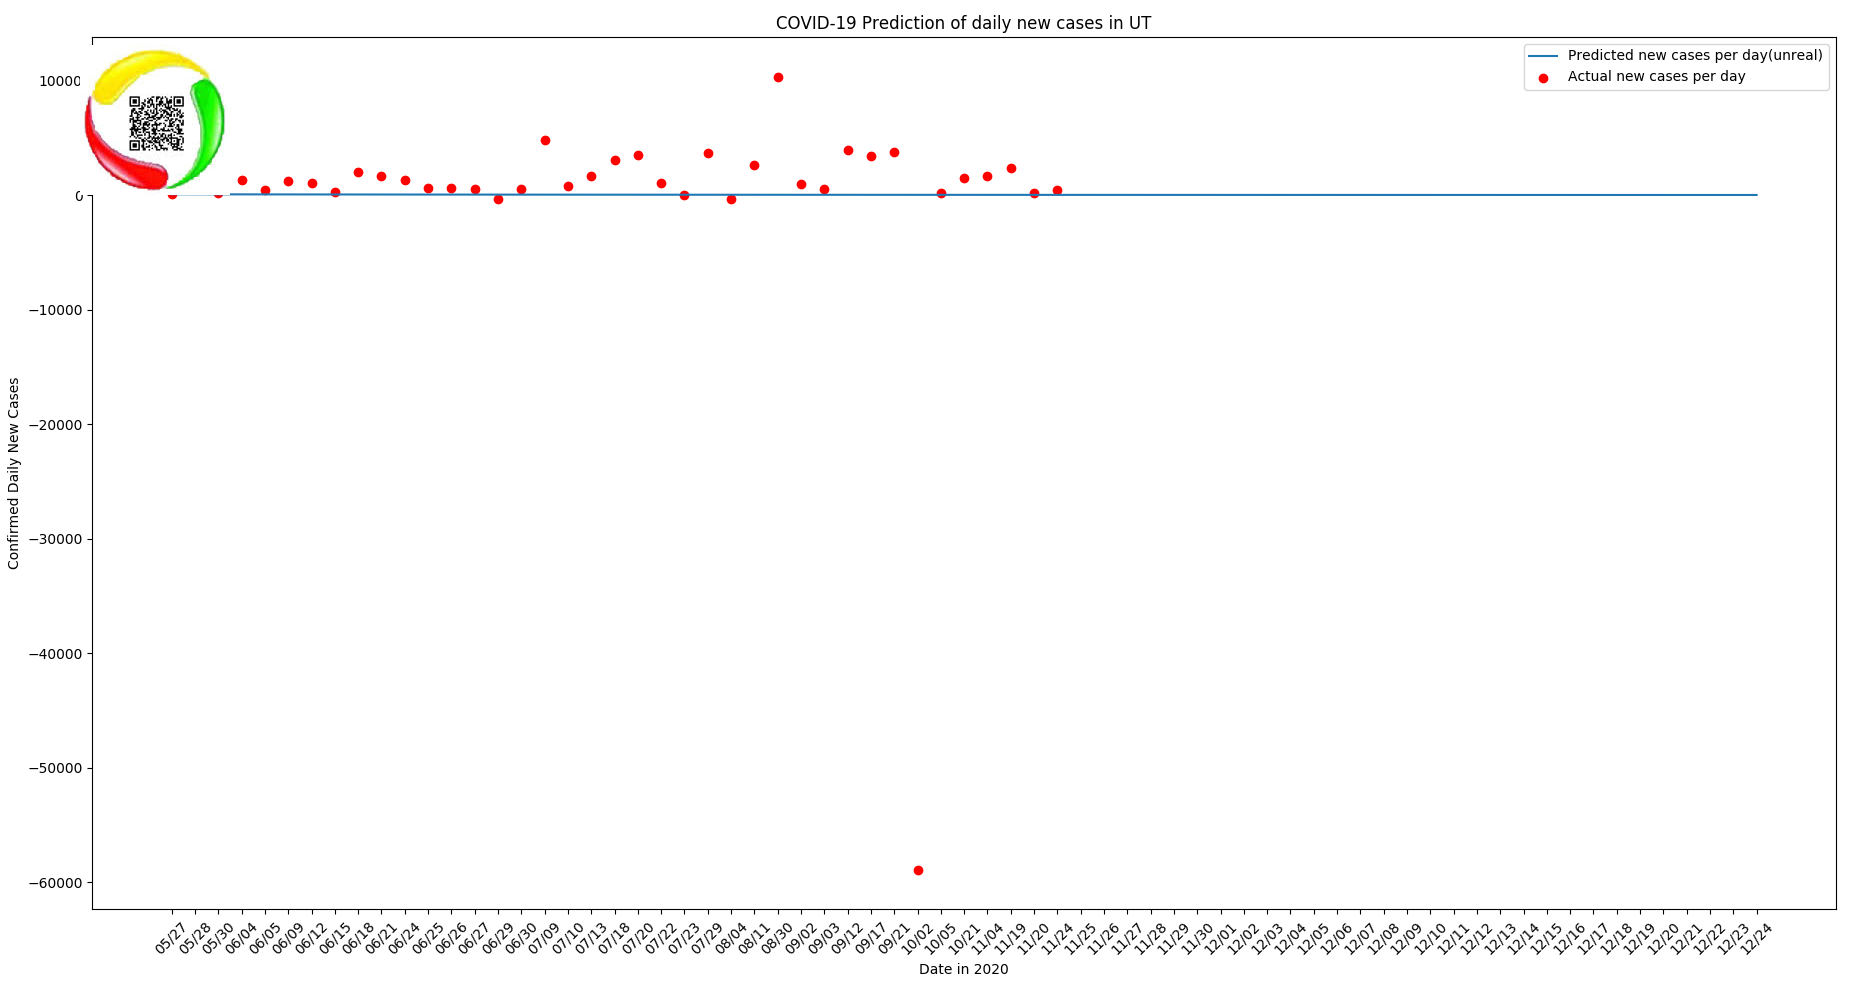 COVID-19 Prediction of daily new cases in UT
Predicted new cases per day(unreal)
Actual new cases per day
10000
0
−10000
−20000
−30000
−40000
−50000
−60000
Confirmed Daily New Cases
05/27 05/28 05/30 06/04 06/05 06/09 06/12 06/15 06/18 06/21 06/24 06/25 06/26 06/27 06/29 06/30 07/09 07/10 07/13 07/18 07/20 07/22 07/23 07/29 08/04 08/11 08/30 09/02 09/03 09/12 09/17 09/21 10/02 10/05 10/21 11/04 11/19 11/20 11/24 11/25 11/26 11/27 11/28 11/29 11/30 12/01 12/02 12/03 12/04 12/05 12/06 12/07 12/08 12/09 12/10 12/11 12/12 12/13 12/14 12/15 12/16 12/17 12/18 12/19 12/20 12/21 12/22 12/23 12/24
Date in 2020